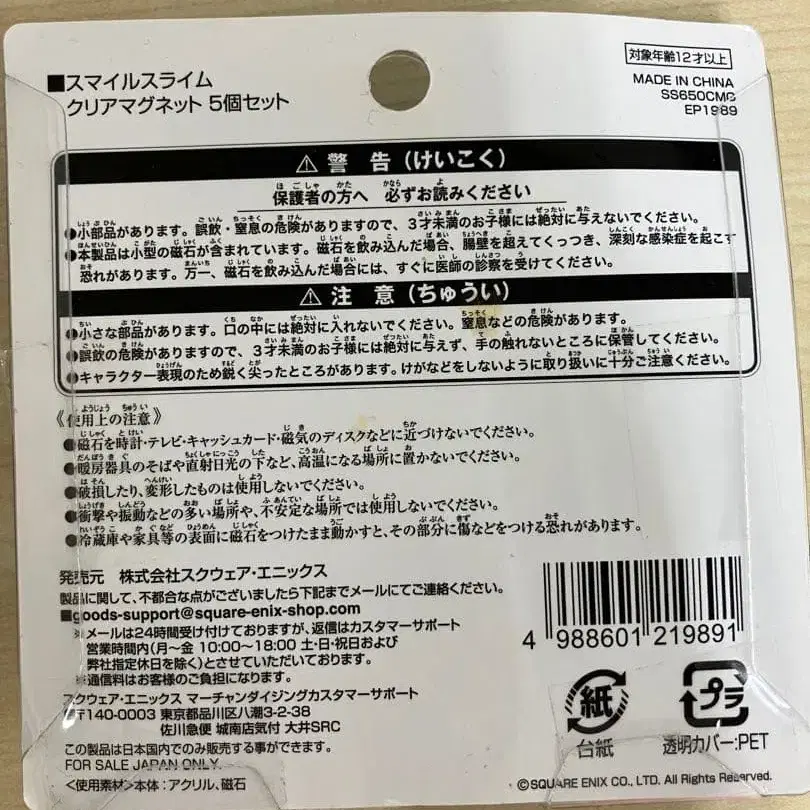 ■スマイルスライム
クリアマグネット 5個セット
対象年齢12才以上
MADE IN CHINA
SS650CMG
EP1989
⚠ 警告(けいこく)
保護者の方へ 必ずお読みください
●小部品があります。誤飲・窒息の危険がありますので、3才未満のお子様には絶対に与えないでください。
●本製品は小型の磁石が含まれています。磁石を飲み込んだ場合、腸壁を超えてくっつき、深刻な感染症を起こす
恐れがあります。万一、磁石を飲み込んだ場合には、すぐに医師の診察を受けてください。
⚠ 注意(ちゅうい)
●小さな部品があります。口の中には絶対に入れないでください。窒息などの危険があります。
●誤飲の危険がありますので、3才未満のお子様には絶対に与えず、手の触れないところに保管してください。
●キャラクター表現のため鋭く尖ったところがあります。けがなどをしないように取り扱いに十分ご注意ください。
《使用上の注意》
●磁石を時計・テレビ・キャッシュカード・磁気のディスクなどに近づけないでください。
●暖房器具のそばや直射日光の下など、高温になる場所に置かないでください。
●破損したり、変形したものは使用しないでください。
●衝撃や振動などの多い場所や、不安定な場所では使用しないでください。
●冷蔵庫や家具等の表面に磁石をつけたまま動かすと、その部分に傷などをつける恐れがあります。
発売元 株式会社スクウェア・エニックス
製品に関して、不都合な点がございましたら下記までメールにてご連絡ください。
■goods-support@square-enix-shop.com
※メールは24時間受け付けておりますが、返信はカスタマーサポート
営業時間内(月~金 10:00~18:00 土・日・祝日および
弊社指定休日を除く)とさせていただいております。
※通信料はお客様のご負担になります。
スクウェア・エニックス マーチャンダイジングカスタマーサポート
〒140-0003 東京都品川区八潮3-2-38
佐川急便 城南店気付 大井SRC
この製品は日本国内でのみ販売する事ができます。
FOR SALE JAPAN ONLY.
<使用素材>本体:アクリル、磁石
4 988601 219891
紙
台紙
プラ
透明カバー:PET
©SQUARE ENIX CO., LTD. All Rights Reserved.